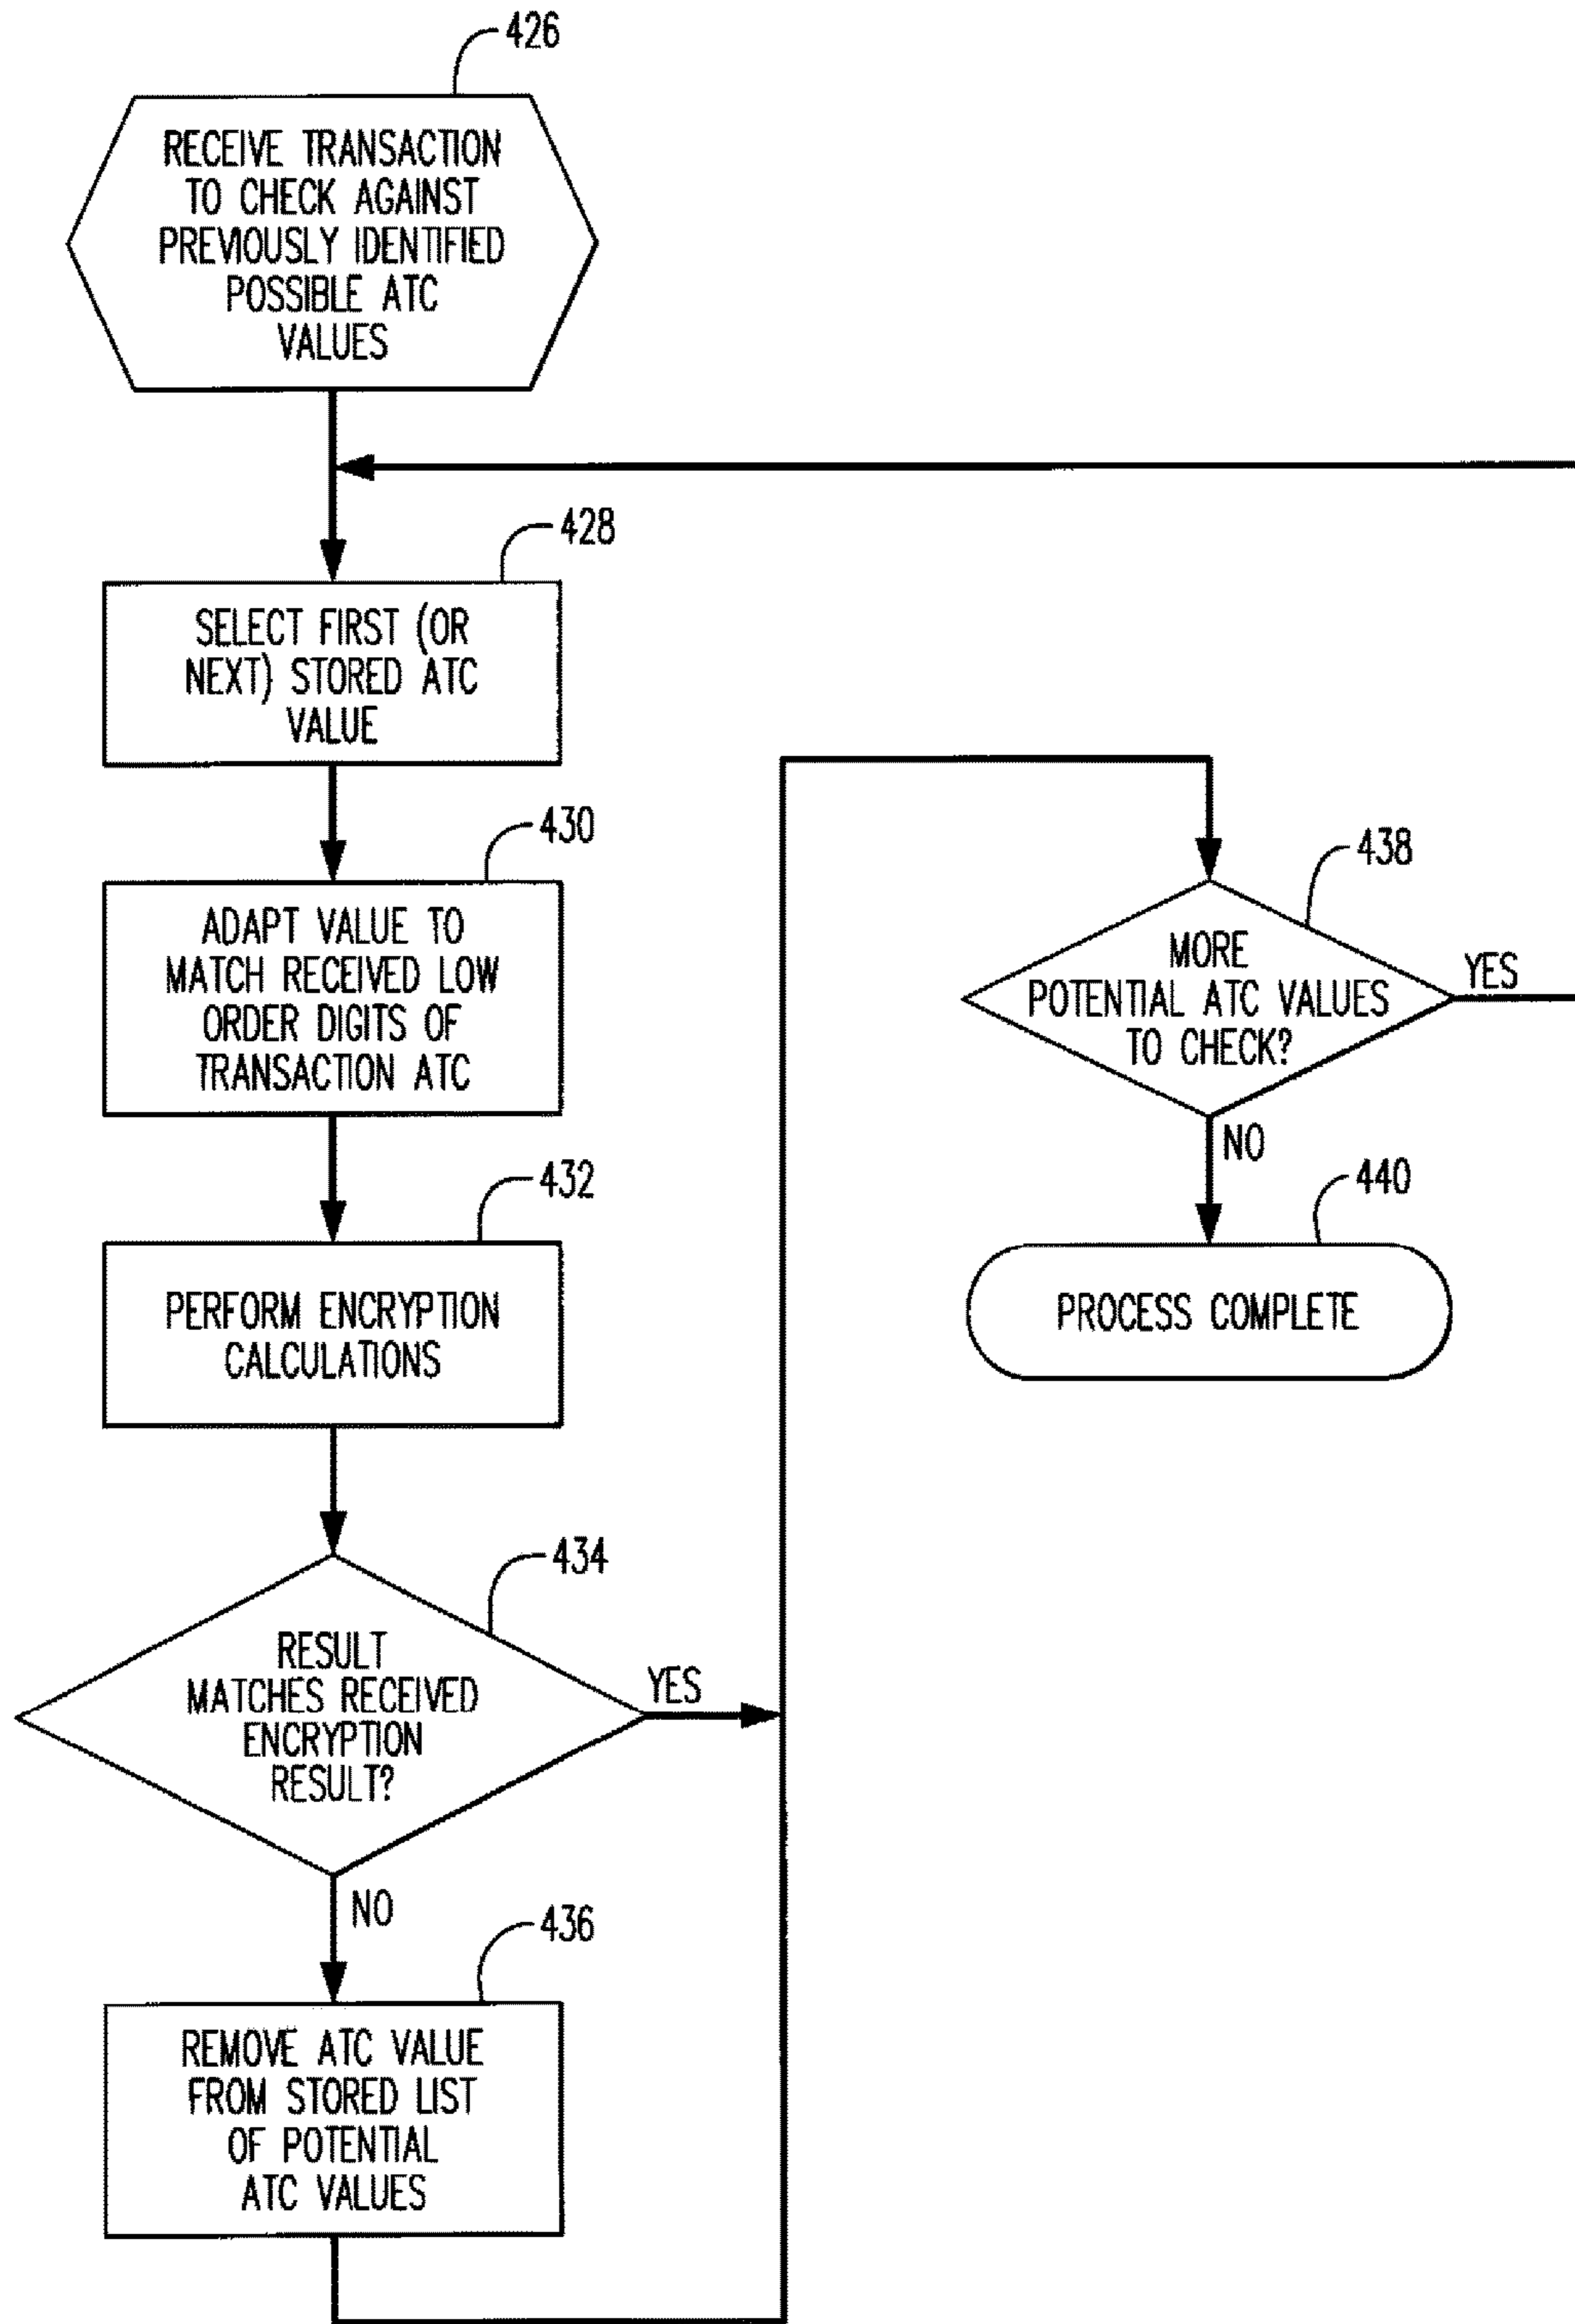 426
RECEIVE TRANSACTION
TO CHECK AGAINST
PREVIOUSLY IDENTIFIED
POSSIBLE ATC
VALUES
428
SELECT FIRST (OR
NEXT) STORED ATC
VALUE
430
ADAPT VALUE TO
MATCH RECEIVED LOW
ORDER DIGITS OF
TRANSACTION ATC
432
PERFORM ENCRYPTION
CALCULATIONS
434
RESULT
MATCHES RECEIVED
ENCRYPTION
RESULT?
YES
NO
436
REMOVE ATC VALUE
FROM STORED LIST
OF POTENTIAL
ATC VALUES
438
MORE
POTENTIAL ATC VALUES
TO CHECK?
YES
NO
440
PROCESS COMPLETE